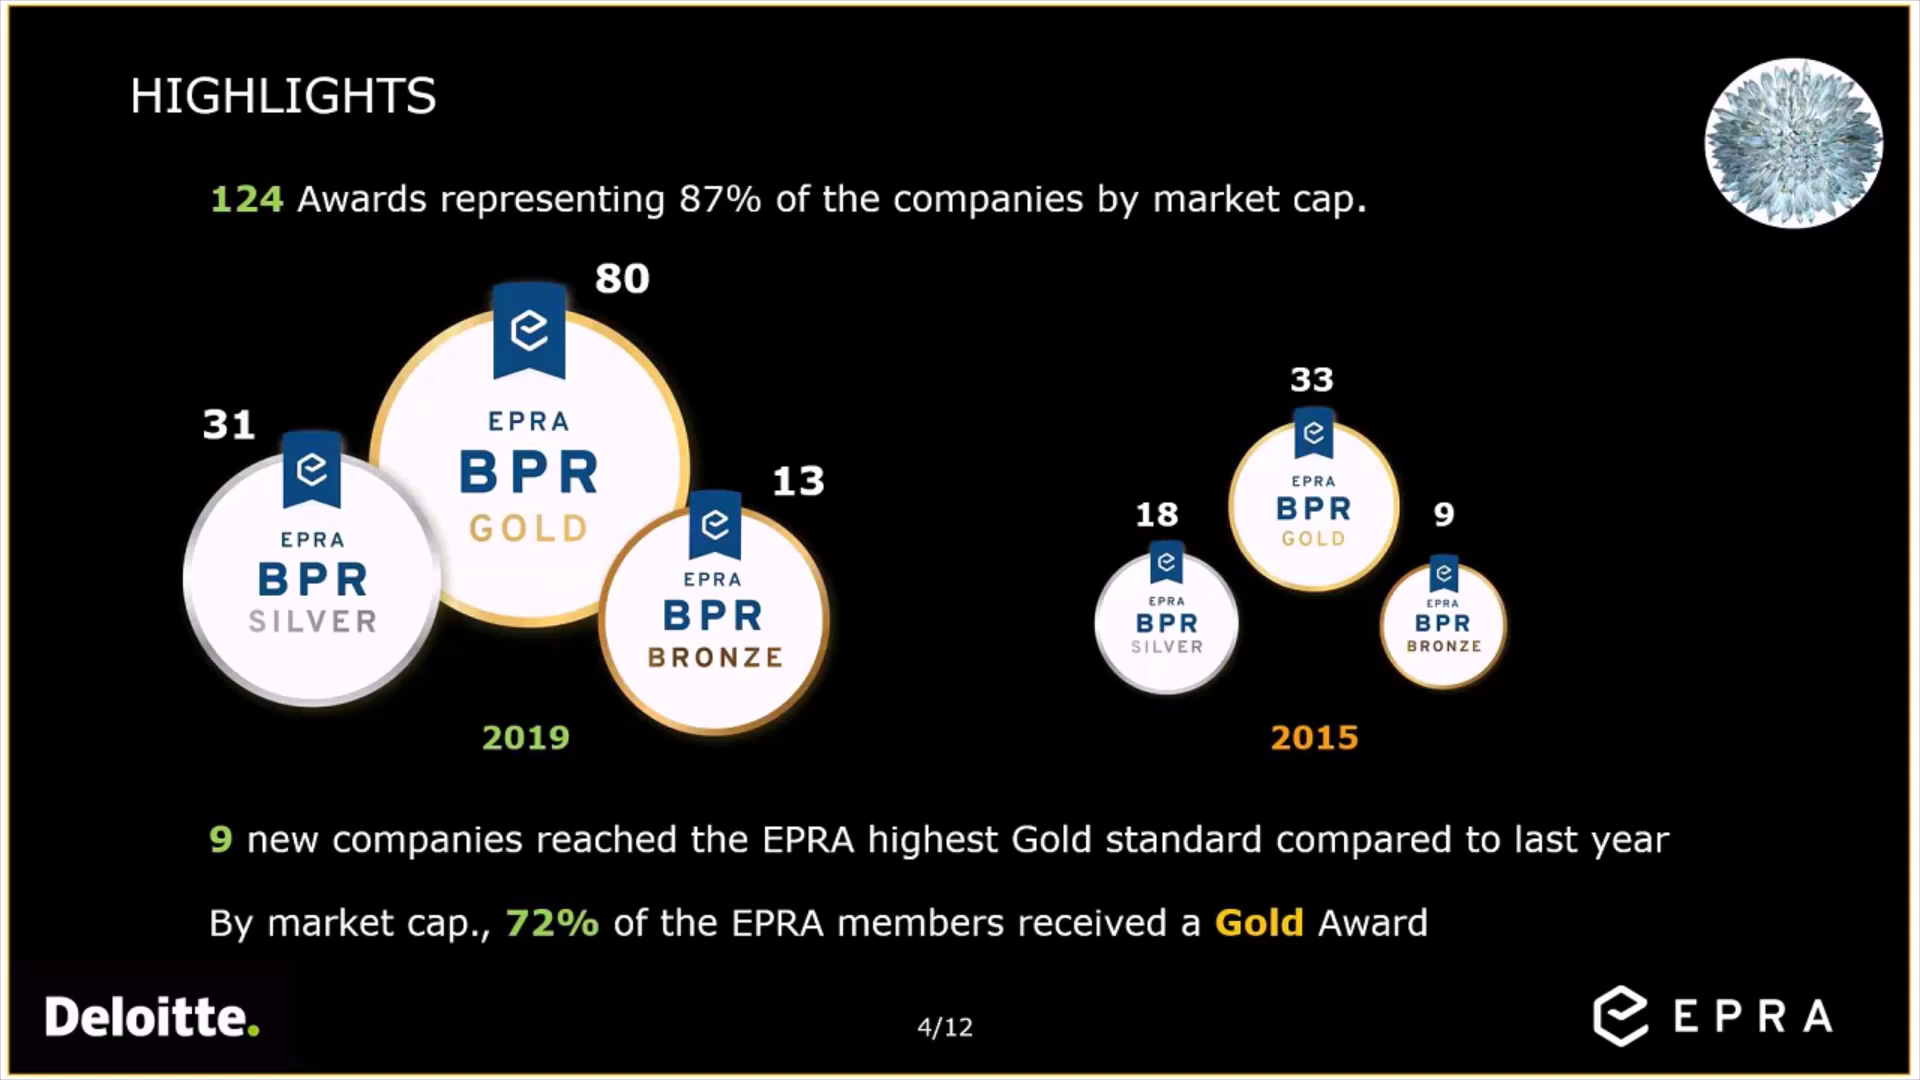 HIGHLIGHTS
124 Awards representing 87% of the companies by market cap.
80
EPRA
BPR
GOLD
31
EPRA
BPR
SILVER
13
EPRA
BPR
BRONZE
2019
33
EPRA
BPR
GOLD
18
EPRA
BPR
SILVER
9
EPRA
BPR
BRONZE
2015
9 new companies reached the EPRA highest Gold standard compared to last year
By market cap., 72% of the EPRA members received a Gold Award
Deloitte.
4/12
EPRA